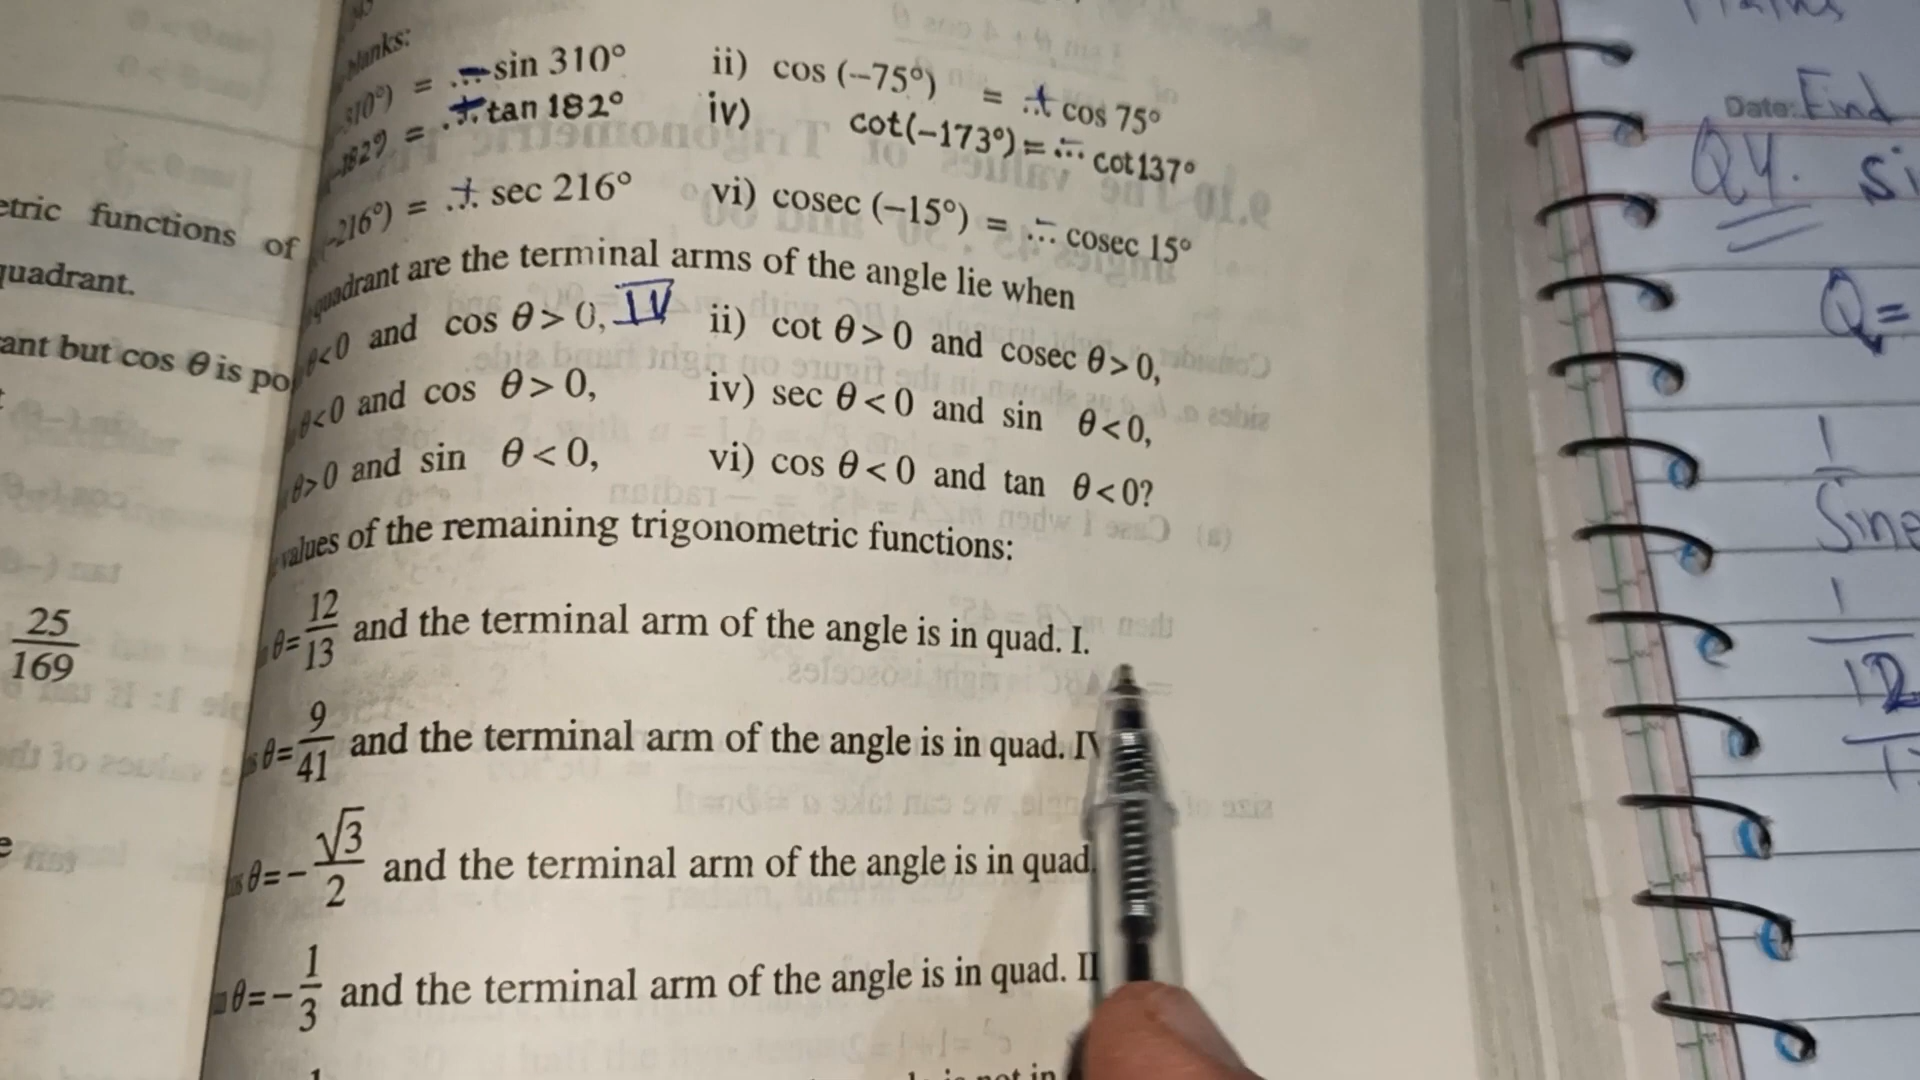 etric functions of
quadrant.
ant but cos θ is po
25
169
blanks:
310°) = ...− sin 310°
ii) cos (−75°) = ..+ cos 75°
= ..+. tan 182°
iv) cot(−173°) = ... cot 137°
−216°) = ..+. sec 216°
vi) cosec (−15°) = ... cosec 15°
quadrant are the terminal arms of the angle lie when
θ<0 and cos θ > 0, IV
ii) cot θ > 0 and cosec θ > 0,
θ<0 and cos θ > 0,
iv) sec θ < 0 and sin θ < 0,
θ>0 and sin θ < 0,
vi) cos θ < 0 and tan θ < 0?
values of the remaining trigonometric functions:
θ = 12/13 and the terminal arm of the angle is in quad. I.
θ = 9/41 and the terminal arm of the angle is in quad. IV
θ = −√3/2 and the terminal arm of the angle is in quad.
θ = −1/3 and the terminal arm of the angle is in quad. II
not in
Date: Find
Q4. Si
Q =
1
Sine
1
12